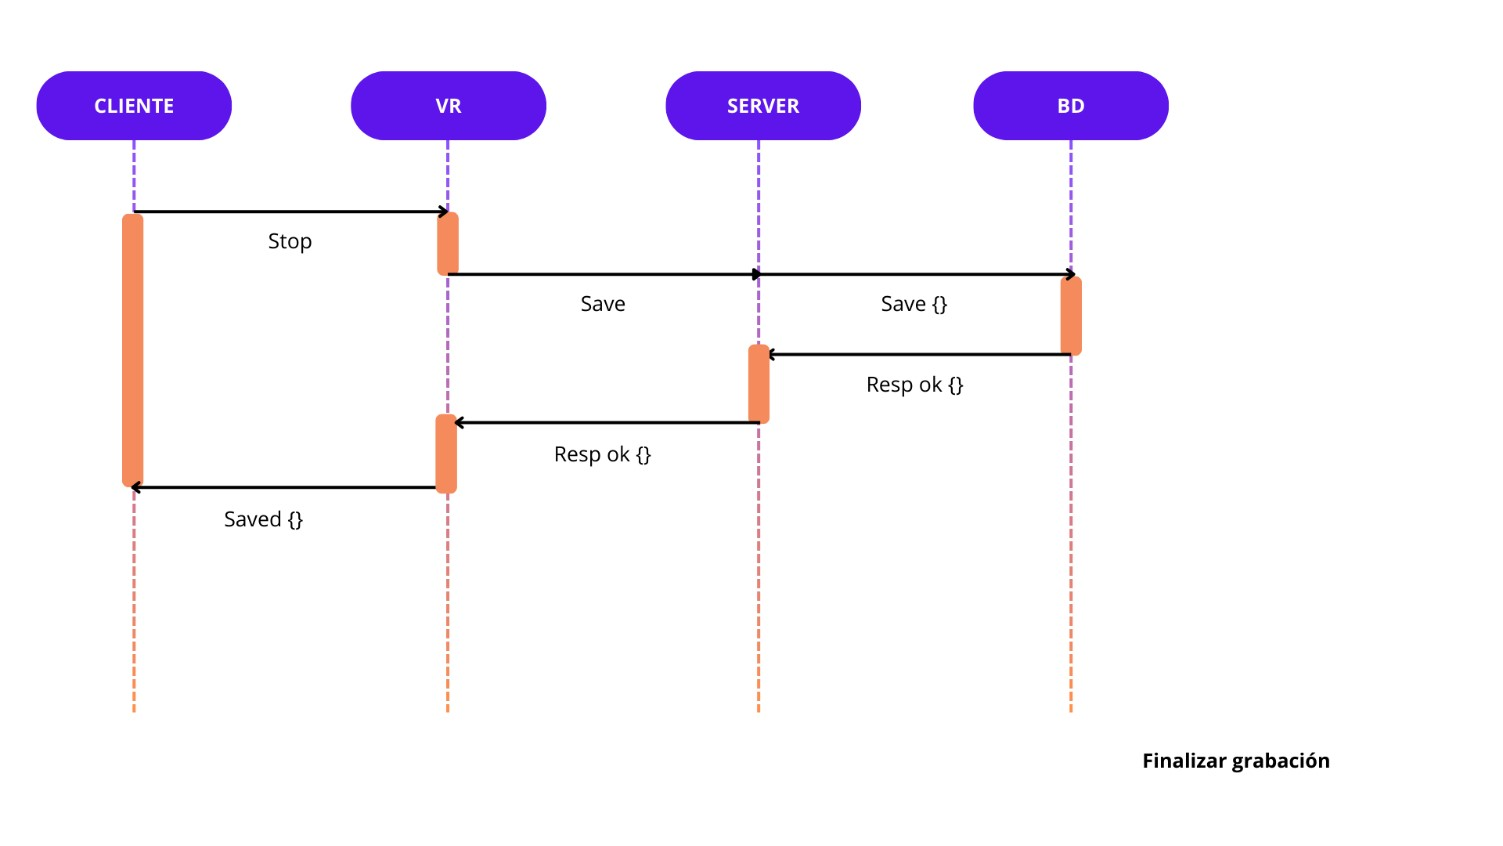 CLIENTE
VR
SERVER
BD
Stop
Save
Save {}
Resp ok {}
Resp ok {}
Saved {}
Finalizar grabación